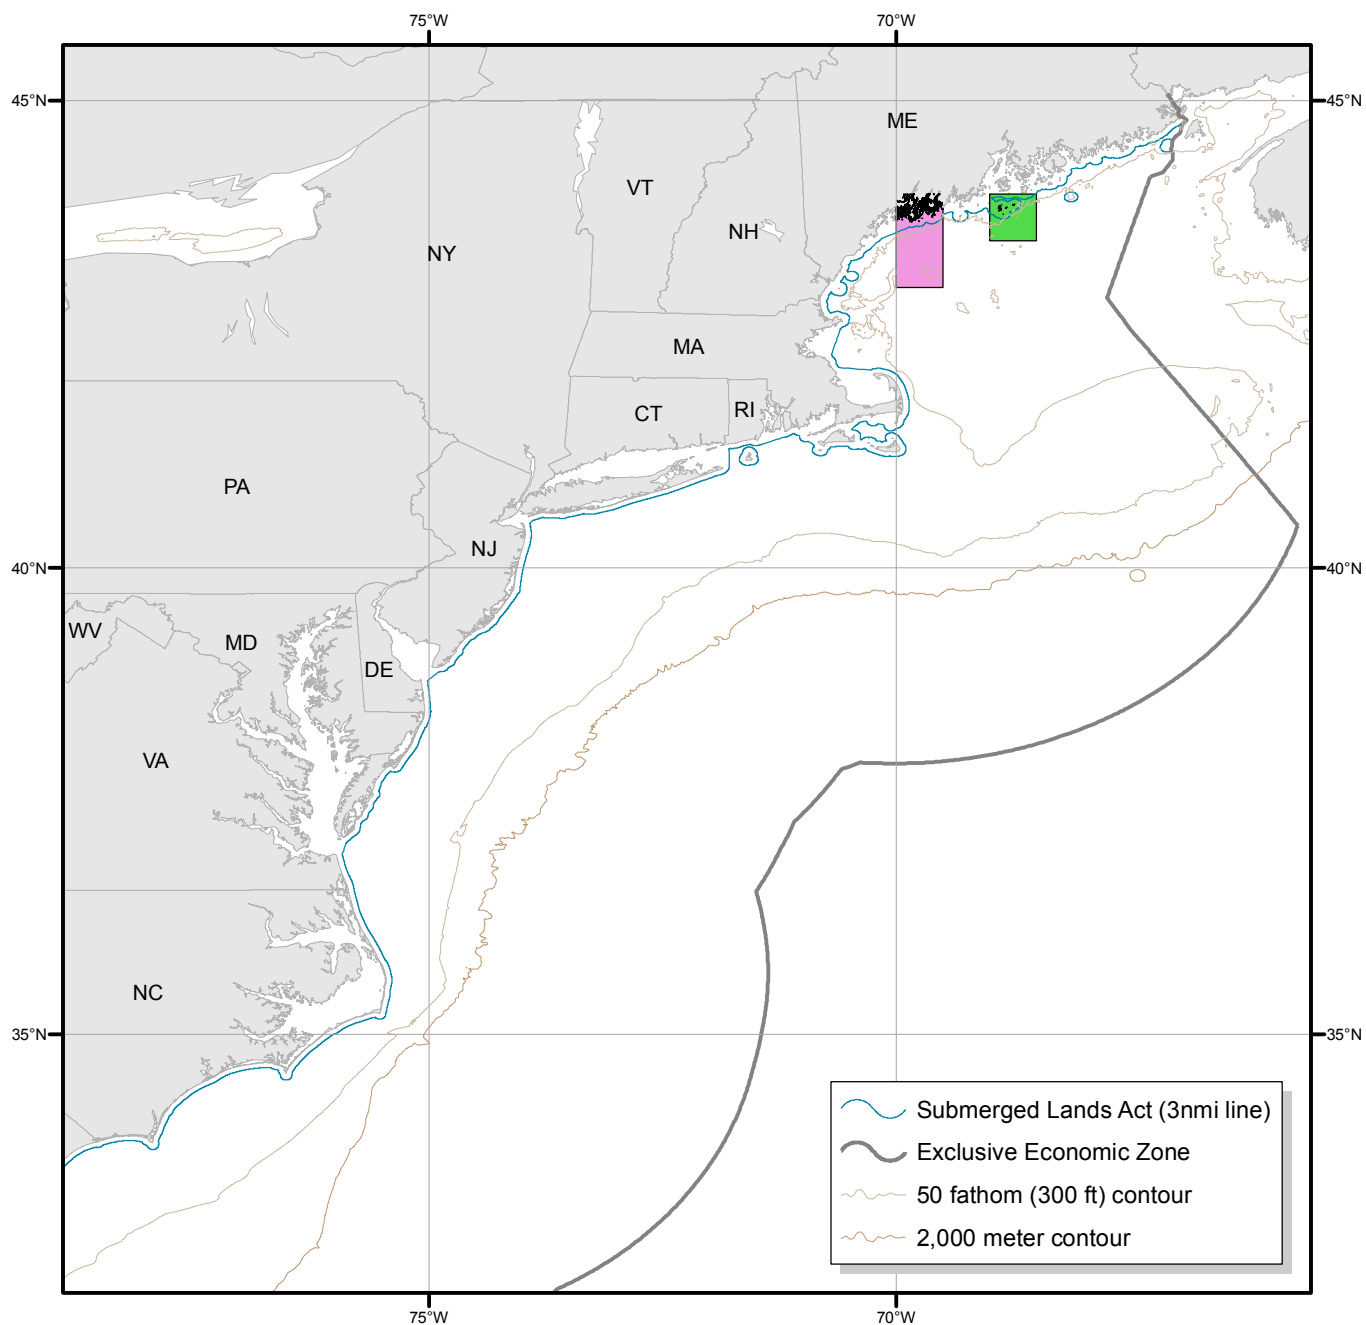 75°W 70°W
45°N 45°N
ME
VT
NH
NY
MA
CT RI
PA
NJ
40°N 40°N
WV
MD
DE
VA
NC
35°N 35°N
Submerged Lands Act (3nmi line)
Exclusive Economic Zone
50 fathom (300 ft) contour
2,000 meter contour
75°W 70°W